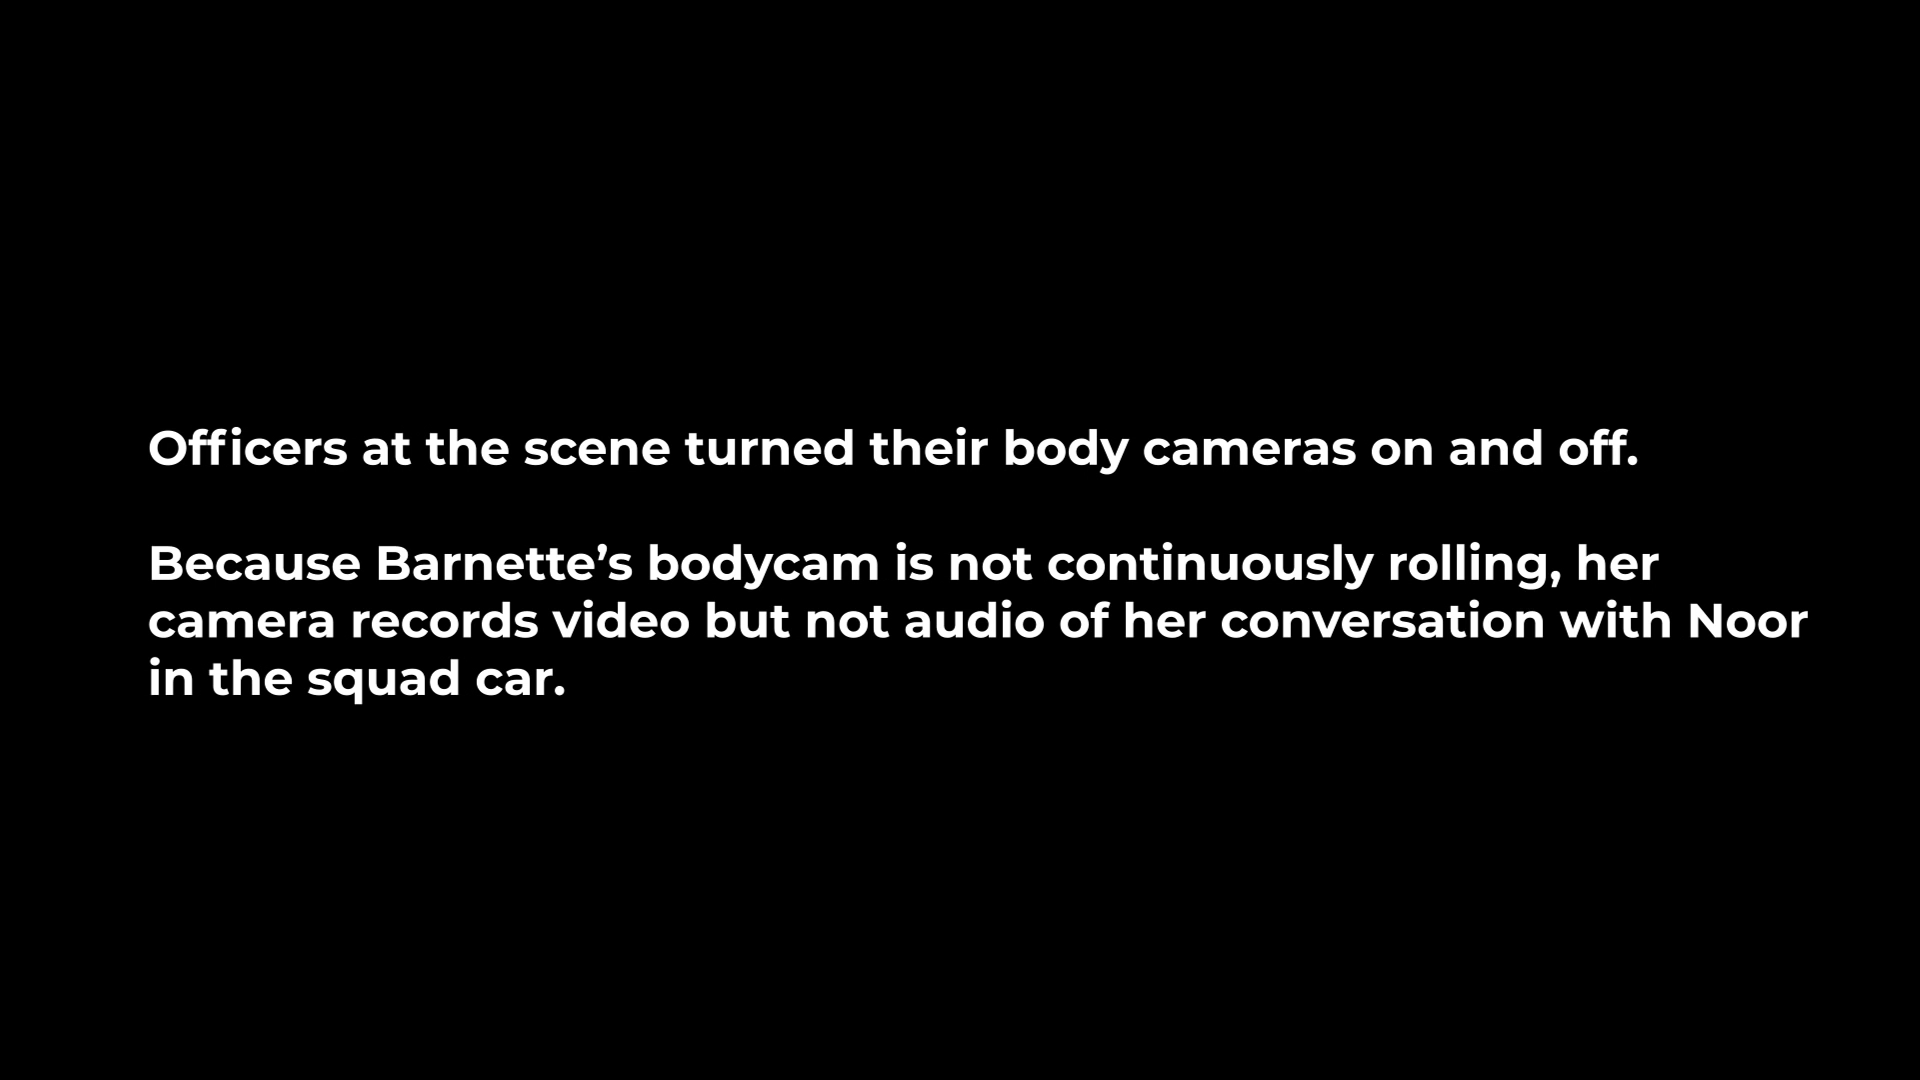 Officers at the scene turned their body cameras on and off.
Because Barnette’s bodycam is not continuously rolling, her
camera records video but not audio of her conversation with Noor
in the squad car.